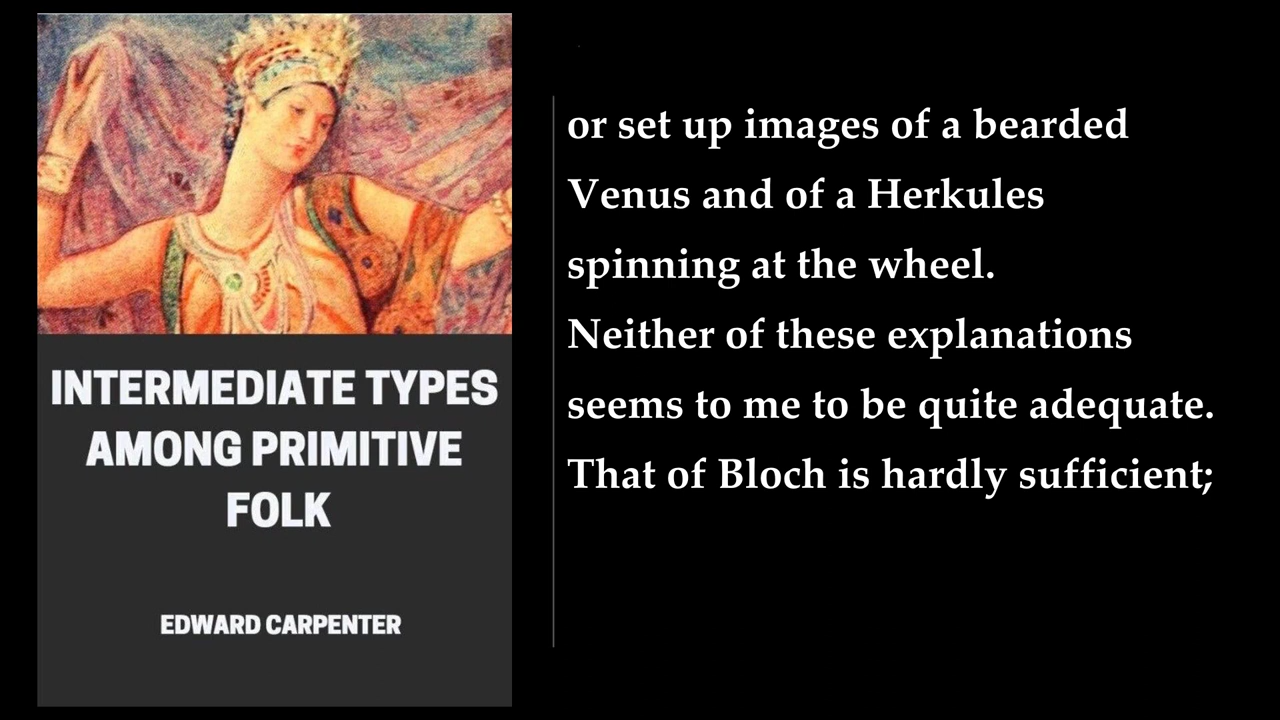 INTERMEDIATE TYPES
AMONG PRIMITIVE
FOLK
EDWARD CARPENTER
or set up images of a bearded
Venus and of a Herkules
spinning at the wheel.
Neither of these explanations
seems to me to be quite adequate.
That of Bloch is hardly sufficient;